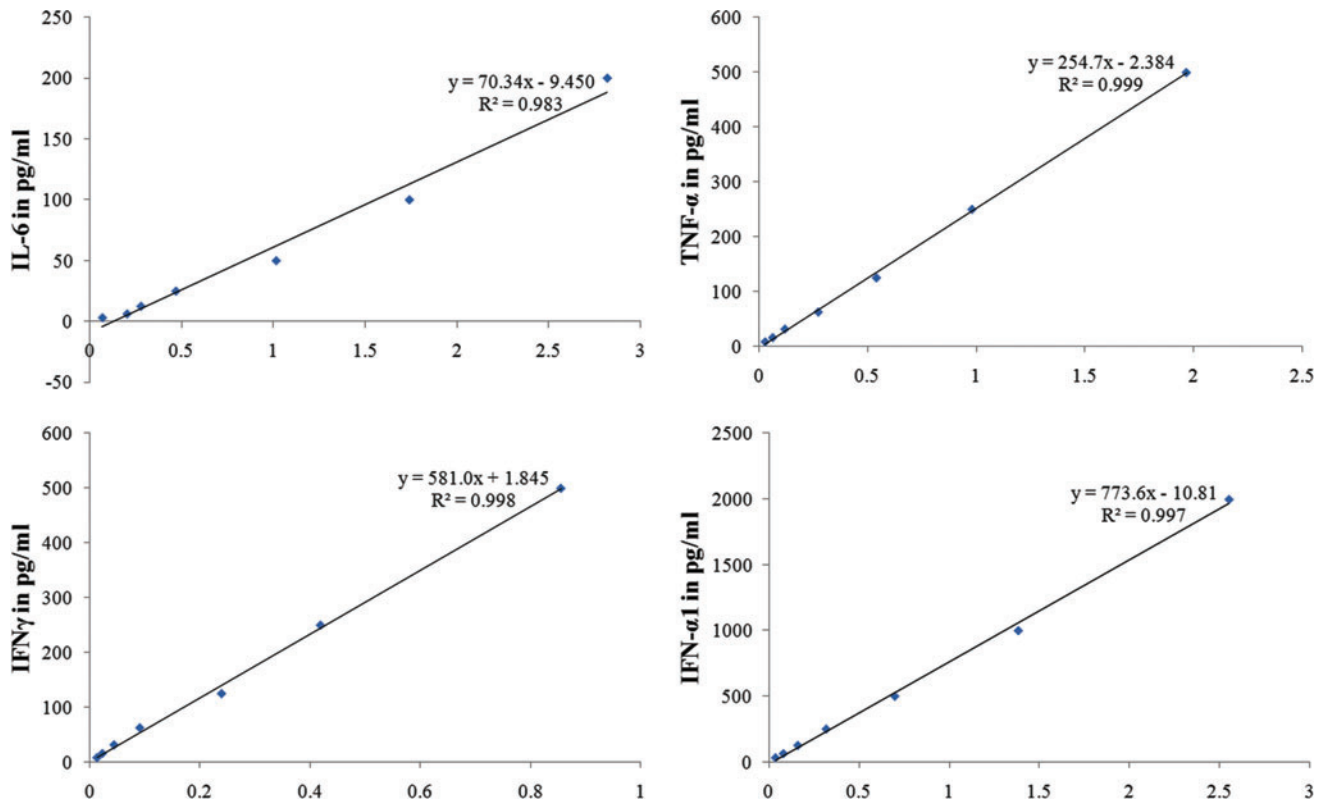 250
200
150
100
50
0
-50
IL-6 in pg/ml
y = 70.34x - 9.450
R² = 0.983
0 0.5 1 1.5 2 2.5 3
600
500
400
300
200
100
0
TNF-α in pg/ml
y = 254.7x - 2.384
R² = 0.999
0 0.5 1 1.5 2 2.5
600
500
400
300
200
100
0
IFNγ in pg/ml
y = 581.0x + 1.845
R² = 0.998
0 0.2 0.4 0.6 0.8 1
2500
2000
1500
1000
500
0
IFN-α1 in pg/ml
y = 773.6x - 10.81
R² = 0.997
0 0.5 1 1.5 2 2.5 3